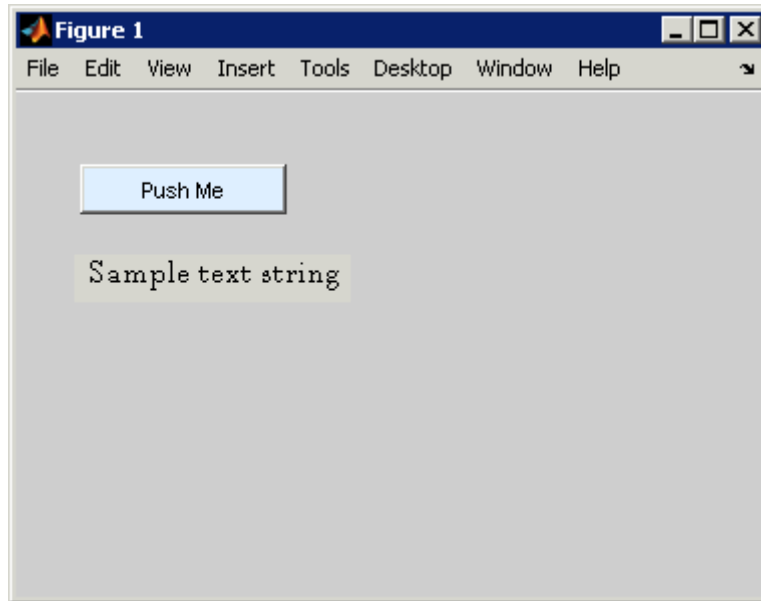 Figure 1
File Edit View Insert Tools Desktop Window Help
Push Me
Sample text string